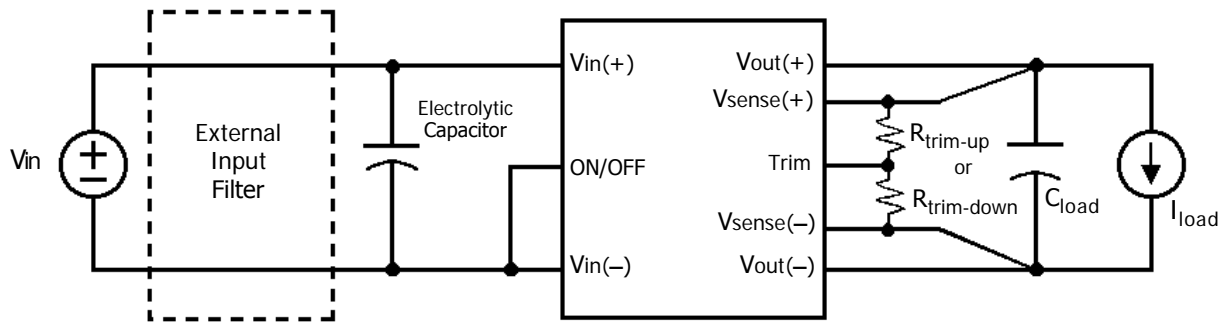 Vin
External
Input
Filter
Electrolytic
Capacitor
Vin(+)
ON/OFF
Vin(–)
Vout(+)
Vsense(+)
Trim
Vsense(–)
Vout(–)
Rtrim-up
or
Rtrim-down
Cload
Iload